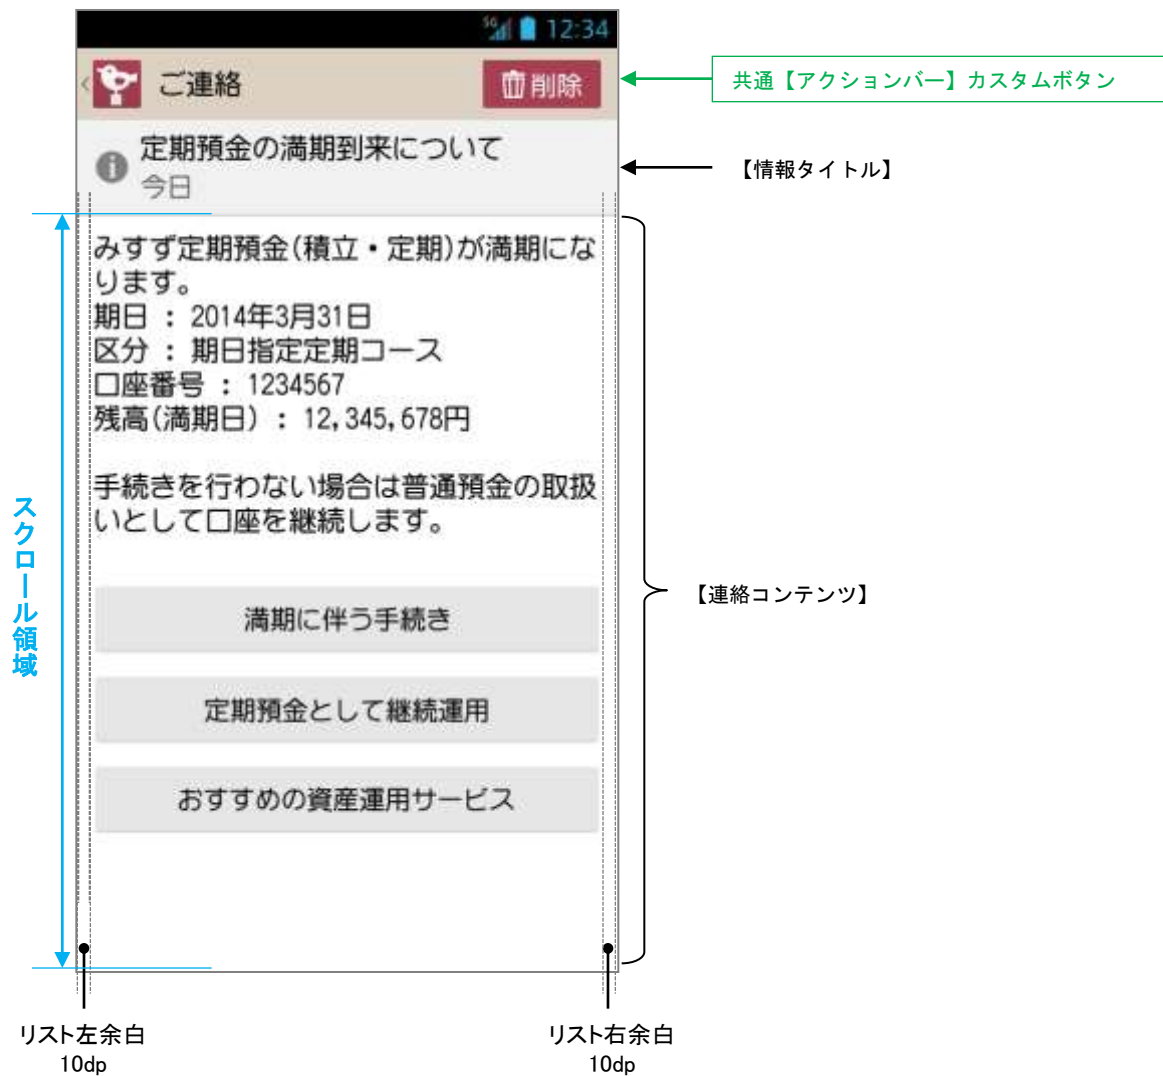 5G 12:34
ご連絡
削除
共通【アクションバー】カスタムボタン
定期預金の満期到来について
今日
【情報タイトル】
みすず定期預金(積立・定期)が満期にな
ります。
期日 : 2014年3月31日
区分 : 期日指定定期コース
口座番号 : 1234567
残高(満期日) : 12,345,678円
手続きを行わない場合は普通預金の取扱
いとして口座を継続します。
スクロール領域
【連絡コンテンツ】
満期に伴う手続き
定期預金として継続運用
おすすめの資産運用サービス
リスト左余白
10dp
リスト右余白
10dp